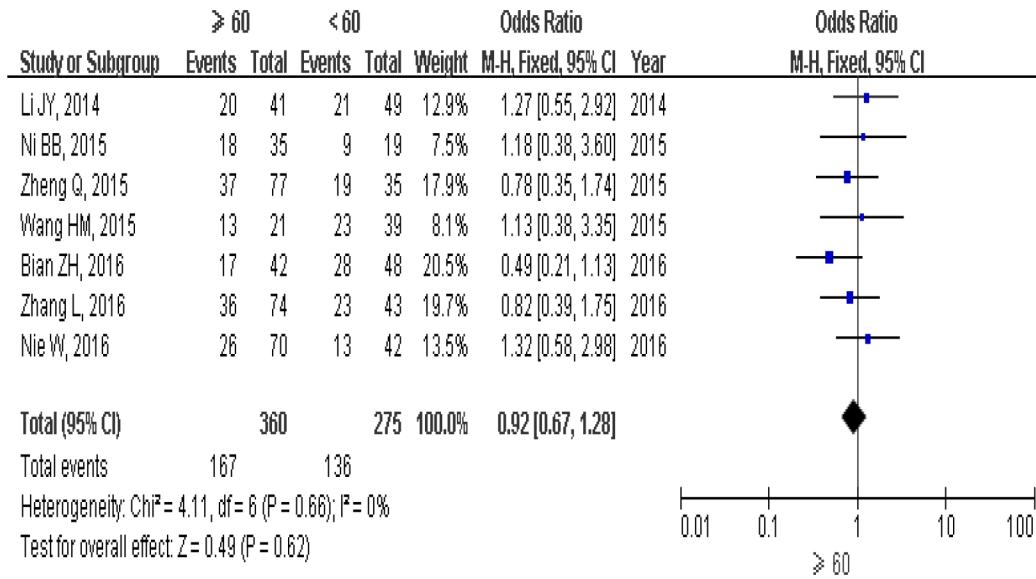 ⩾ 60 < 60 Odds Ratio Odds Ratio
Study or Subgroup Events Total Events Total Weight M-H, Fixed, 95% CI Year M-H, Fixed, 95% CI
Li JY, 2014 20 41 21 49 12.9% 1.27 [0.55, 2.92] 2014
Ni BB, 2015 18 35 9 19 7.5% 1.18 [0.38, 3.60] 2015
Zheng Q, 2015 37 77 19 35 17.9% 0.78 [0.35, 1.74] 2015
Wang HM, 2015 13 21 23 39 8.1% 1.13 [0.38, 3.35] 2015
Bian ZH, 2016 17 42 28 48 20.5% 0.49 [0.21, 1.13] 2016
Zhang L, 2016 36 74 23 43 19.7% 0.82 [0.39, 1.75] 2016
Nie W, 2016 26 70 13 42 13.5% 1.32 [0.58, 2.98] 2016
Total (95% CI) 360 275 100.0% 0.92 [0.67, 1.28]
Total events 167 136
Heterogeneity: Chi² = 4.11, df = 6 (P = 0.66); I² = 0%
Test for overall effect: Z = 0.49 (P = 0.62)
0.01 0.1 1 10 100
⩾ 60